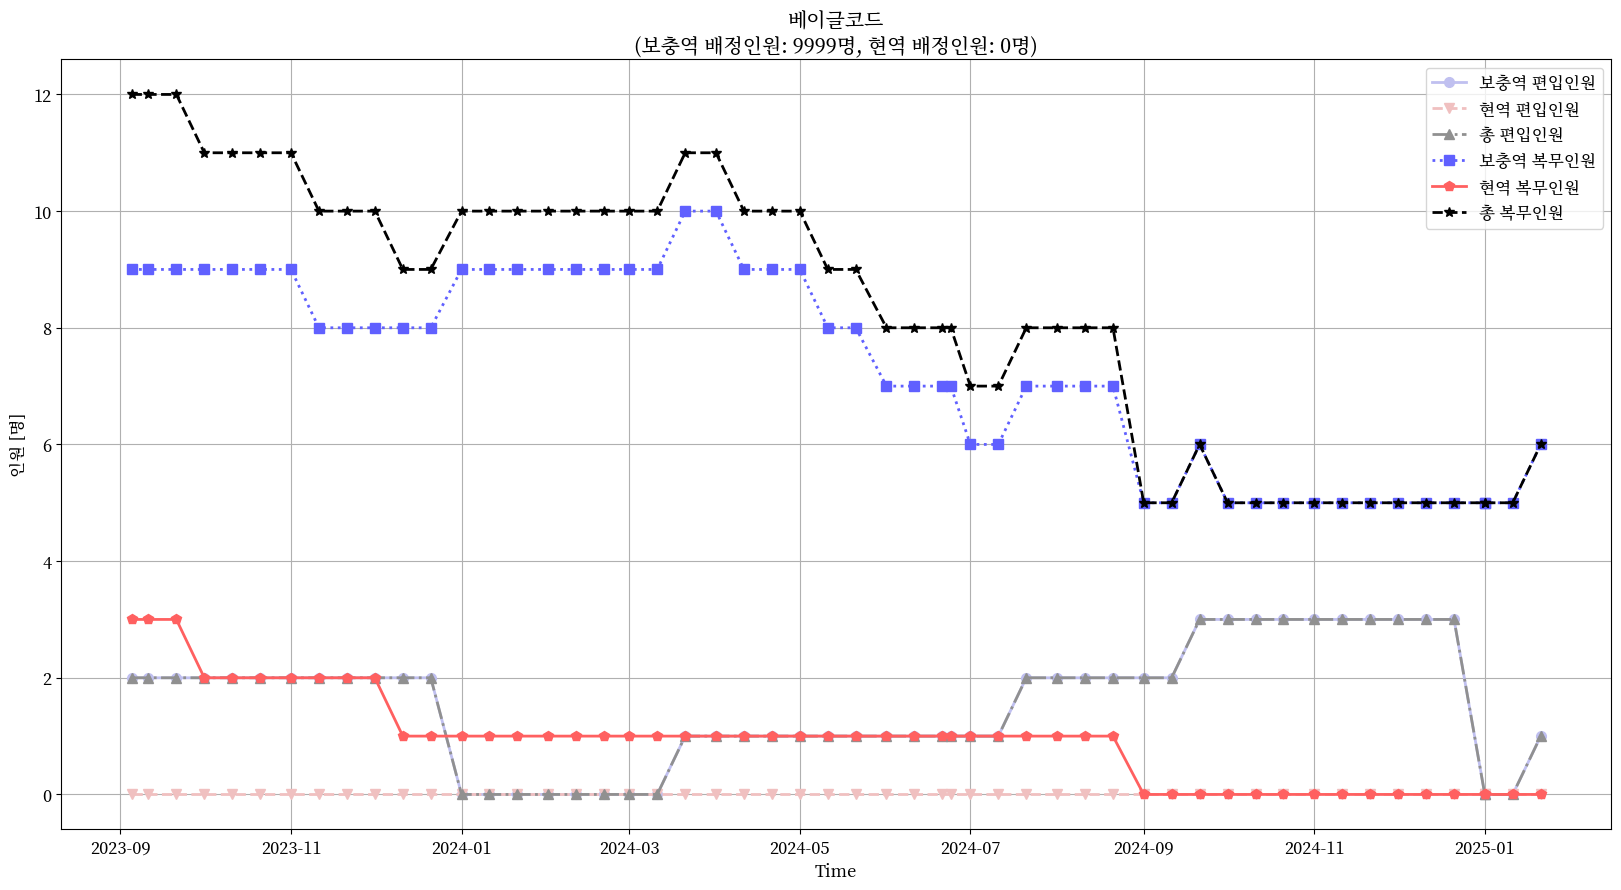 베이글코드
(보충역 배정인원: 9999명, 현역 배정인원: 0명)
보충역 편입인원
현역 편입인원
총 편입인원
보충역 복무인원
현역 복무인원
총 복무인원
인원 [명]
12
10
8
6
4
2
0
2023-09
2023-11
2024-01
2024-03
2024-05
2024-07
2024-09
2024-11
2025-01
Time